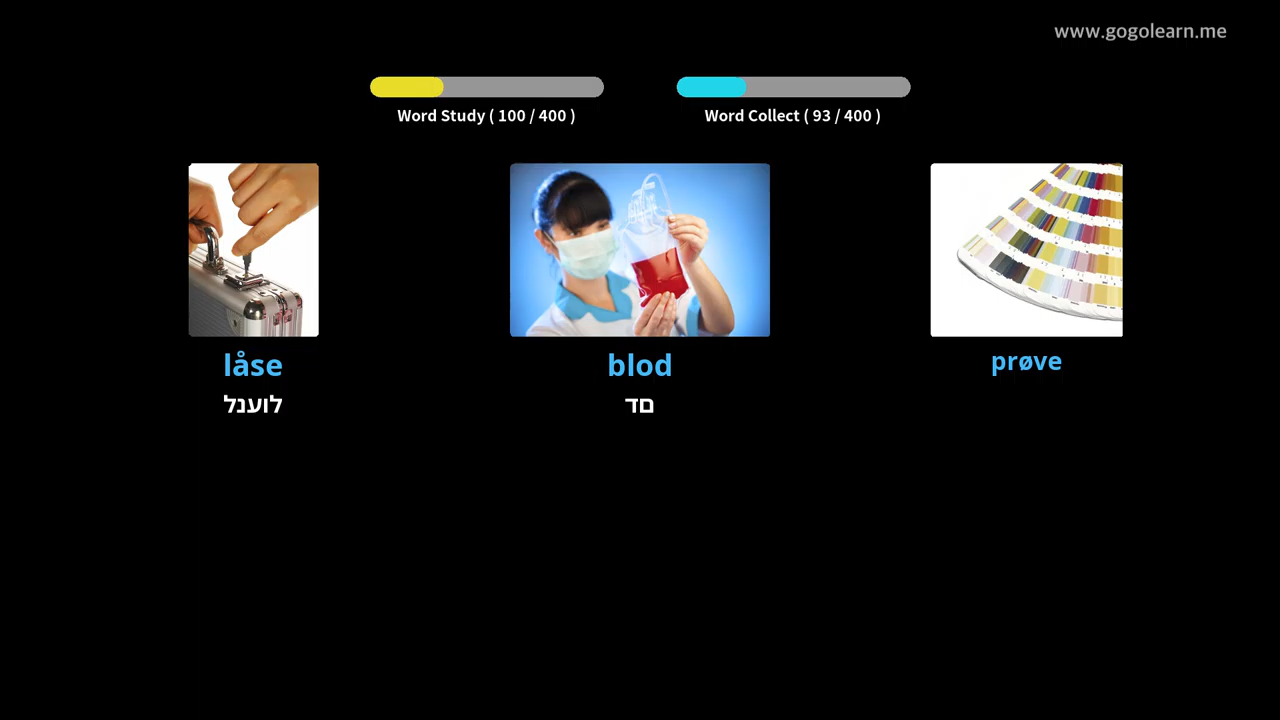 www.gogolearn.me
Word Study ( 100 / 400 )
Word Collect ( 93 / 400 )
låse
blod
prøve
לנעול
דם